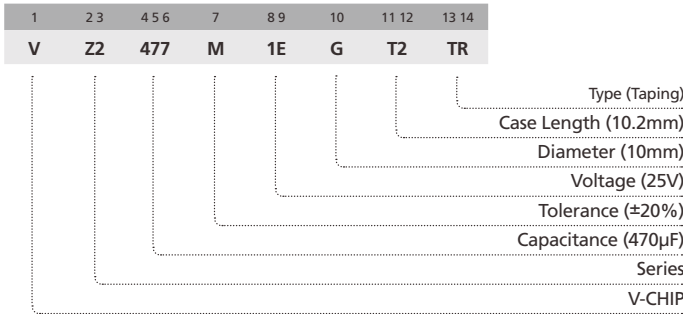 1 2 3 4 5 6 7 8 9 10 11 12 13 14
V Z2 477 M 1E G T2 TR
Type (Taping)
Case Length (10.2mm)
Diameter (10mm)
Voltage (25V)
Tolerance (±20%)
Capacitance (470µF)
Series
V-CHIP